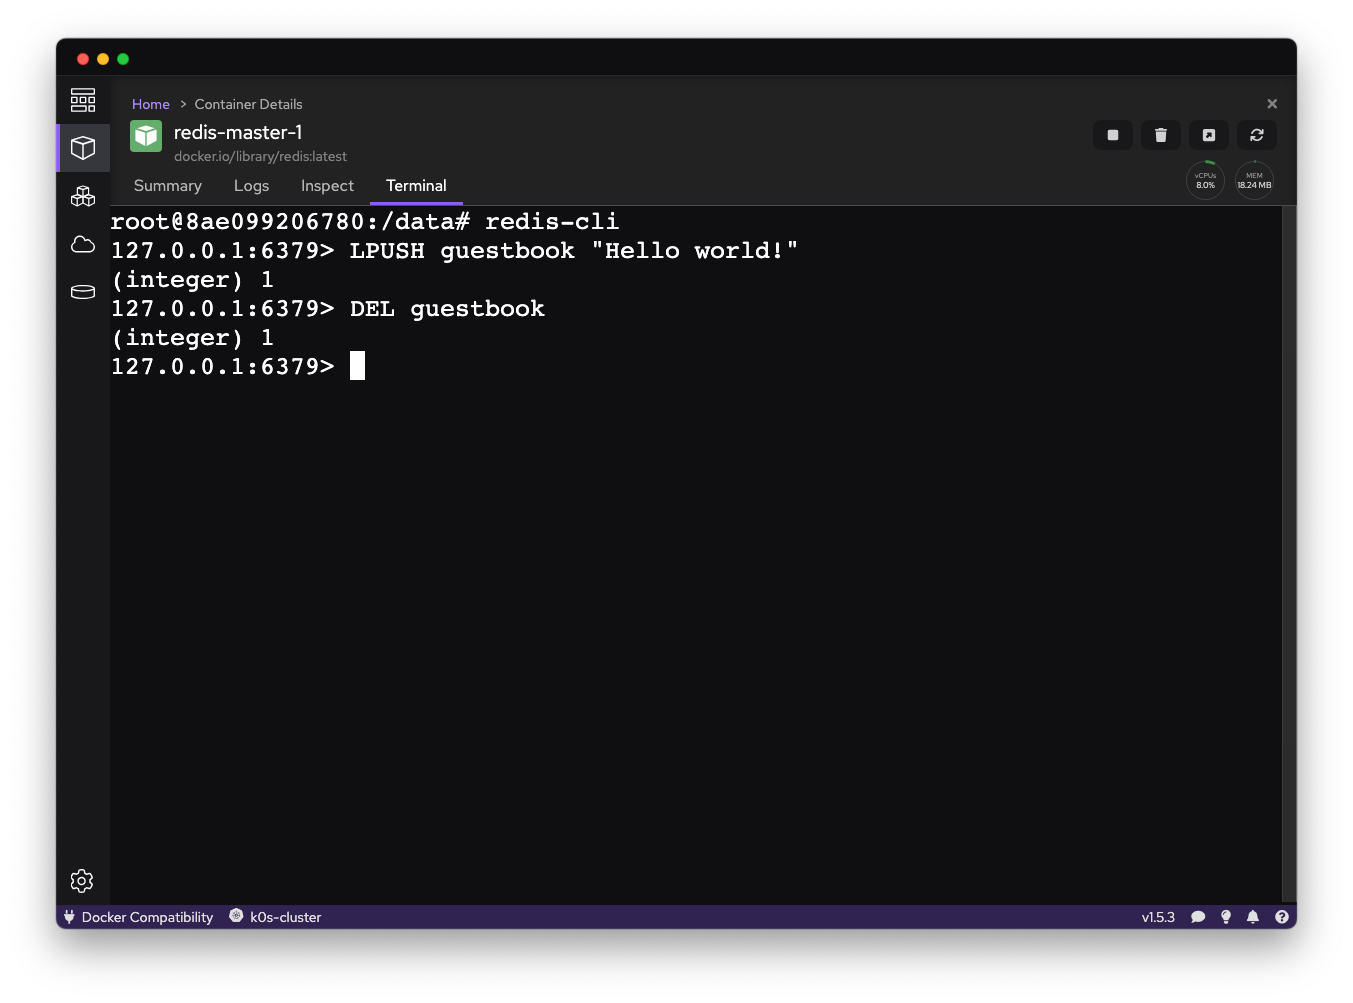 Home > Container Details
redis-master-1
docker.io/library/redis:latest
Summary Logs Inspect Terminal
vCPUs
8.0%
MEM
18.24 MB
root@8ae099206780:/data# redis-cli
127.0.0.1:6379> LPUSH guestbook "Hello world!"
(integer) 1
127.0.0.1:6379> DEL guestbook
(integer) 1
127.0.0.1:6379>
Docker Compatibility k0s-cluster v1.5.3